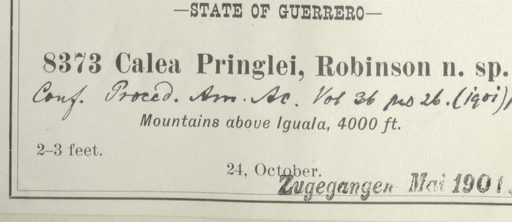 —STATE OF GUERRERO—
8373 Calea Pringlei, Robinson n. sp.
Conf. Proced. Am. Ac. Vol 36 no 26. (1901)
Mountains above Iguala, 4000 ft.
2–3 feet.
24, October.
Zugegangen Mai 1901.